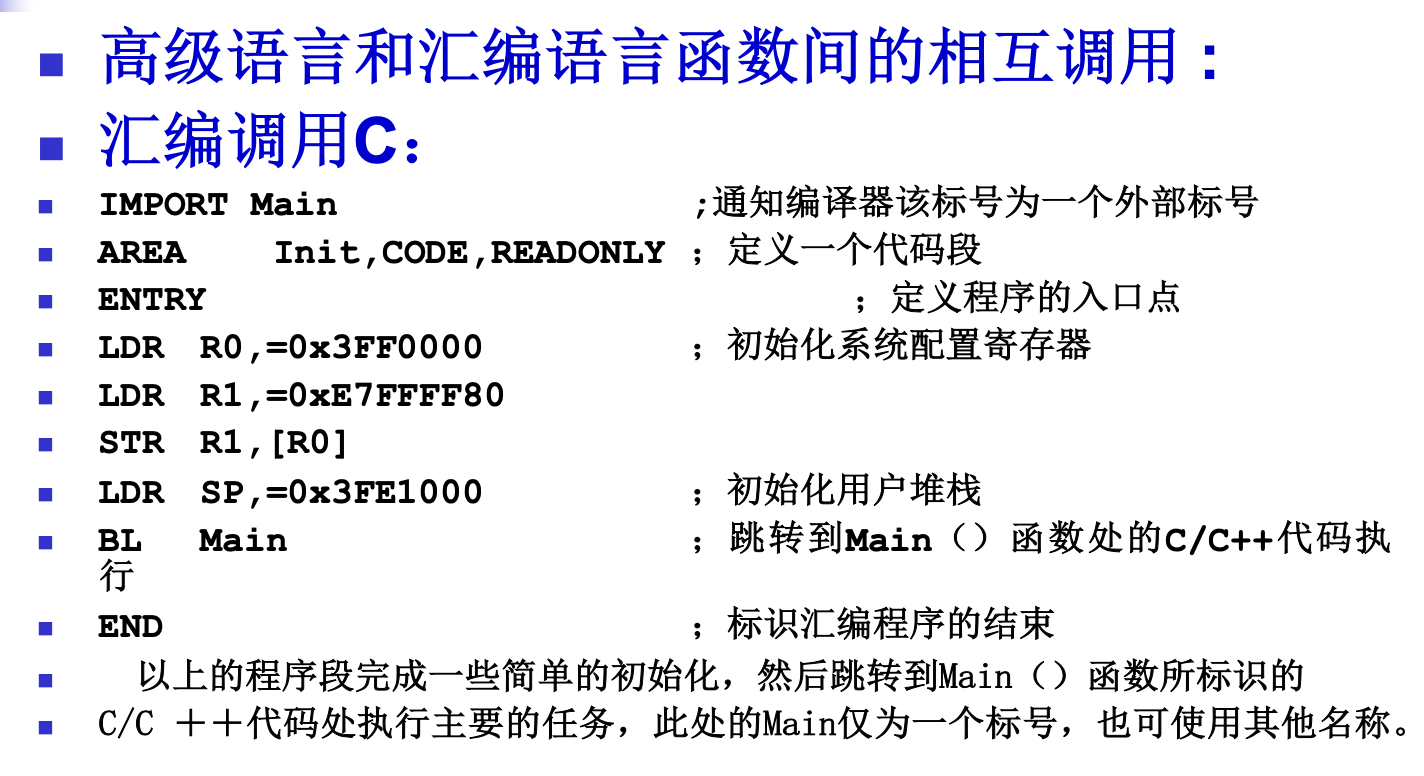 高级语言和汇编语言函数间的相互调用：
汇编调用C：
IMPORT Main ;通知编译器该标号为一个外部标号
AREA Init,CODE,READONLY ；定义一个代码段
ENTRY ；定义程序的入口点
LDR R0,=0x3FF0000 ；初始化系统配置寄存器
LDR R1,=0xE7FFFF80
STR R1,[R0]
LDR SP,=0x3FE1000 ；初始化用户堆栈
BL Main ；跳转到Main（）函数处的C/C++代码执
行
END ；标识汇编程序的结束
以上的程序段完成一些简单的初始化，然后跳转到Main（）函数所标识的
C/C ＋＋代码处执行主要的任务，此处的Main仅为一个标号，也可使用其他名称。